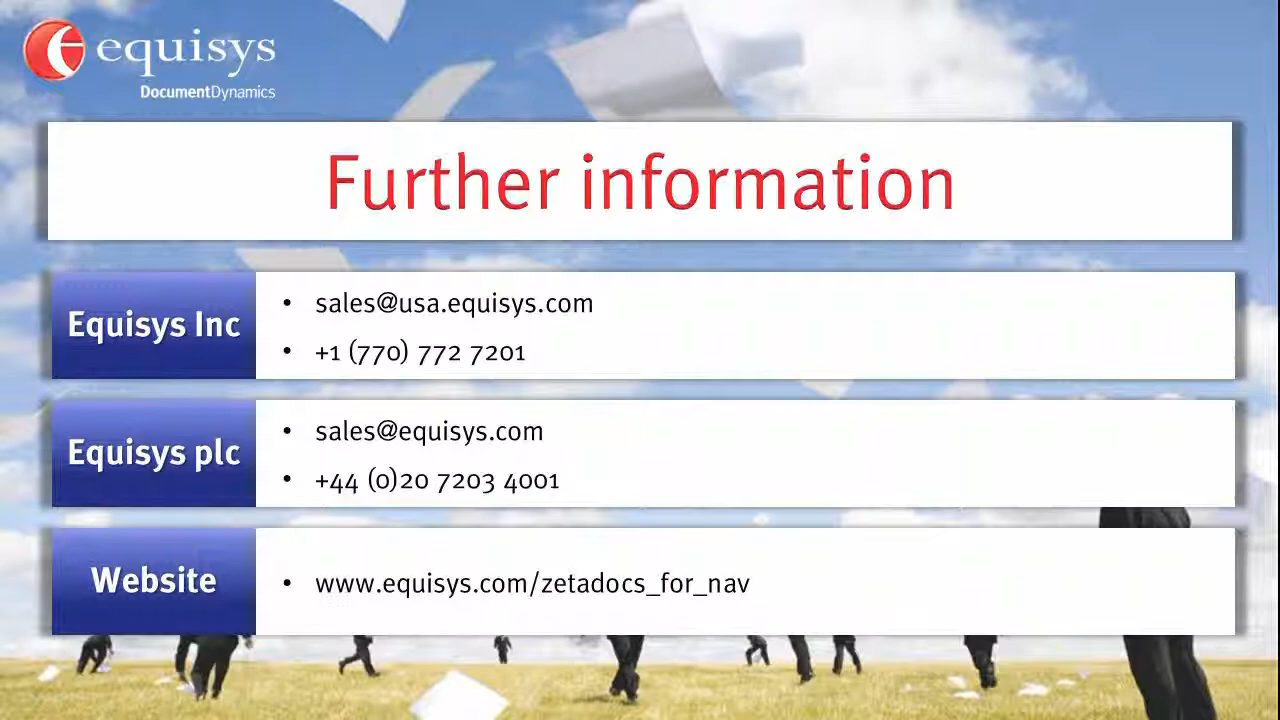 equisys
DocumentDynamics
Further information
Equisys Inc
• sales@usa.equisys.com
• +1 (770) 772 7201
Equisys plc
• sales@equisys.com
• +44 (0)20 7203 4001
Website
• www.equisys.com/zetadocs_for_nav